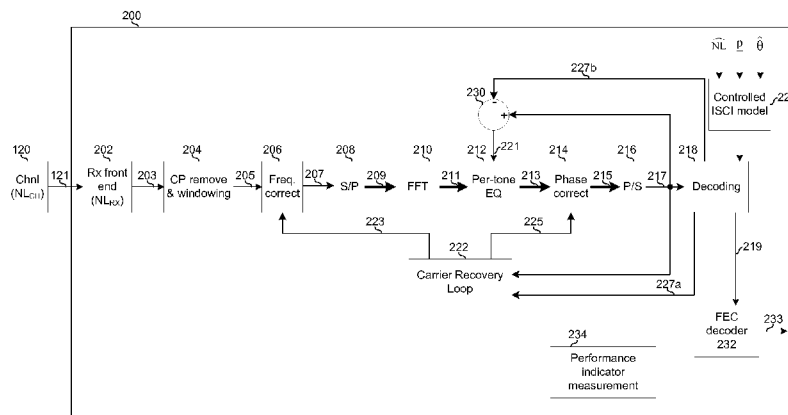 200
227b
N̂L p θ̂
230
-
+
Controlled
ISCI model
22
120
202
204
206
208
210
212
221
214
216
218
Chnl
(NL_CH)
121
Rx front
end
(NL_RX)
203
CP remove
& windowing
205
Freq.
correct
207
S/P
209
FFT
211
Per-tone
EQ
213
Phase
correct
215
P/S
217
Decoding
223
225
222
Carrier Recovery
Loop
227a
219
FEC
decoder
232
233
234
Performance
indicator
measurement